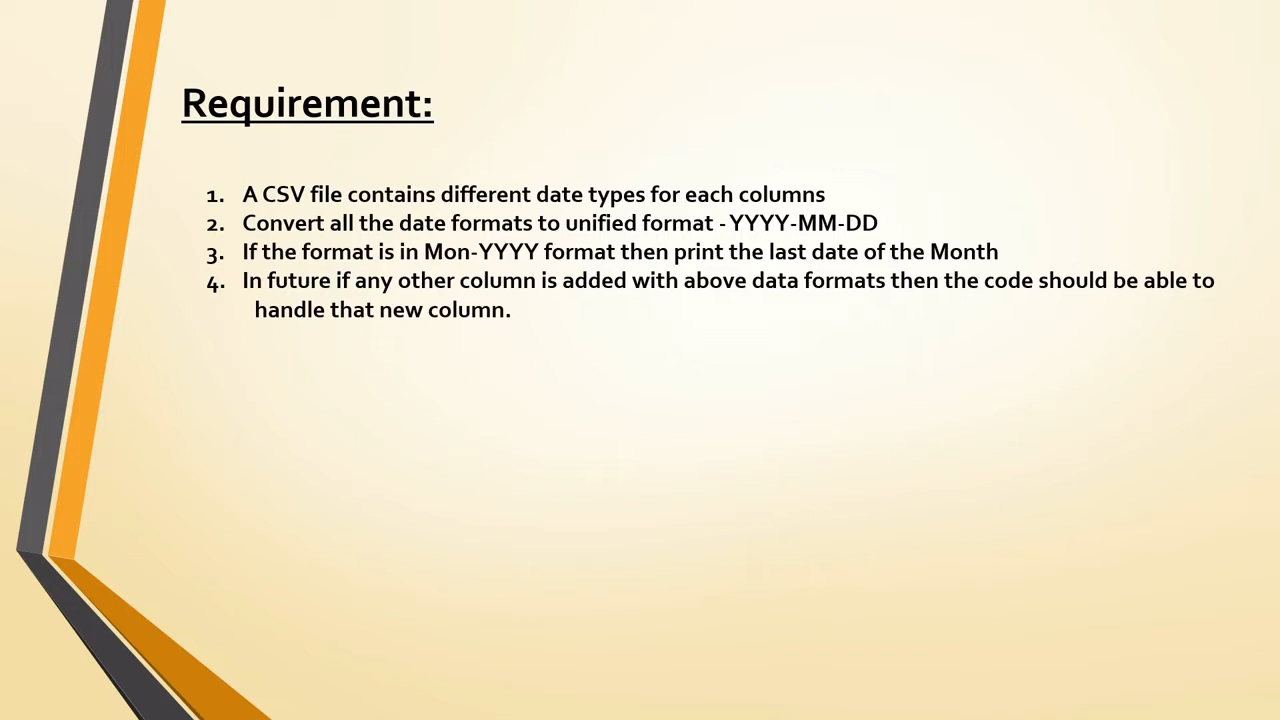 Requirement:
1. A CSV file contains different date types for each columns
2. Convert all the date formats to unified format - YYYY-MM-DD
3. If the format is in Mon-YYYY format then print the last date of the Month
4. In future if any other column is added with above data formats then the code should be able to
handle that new column.